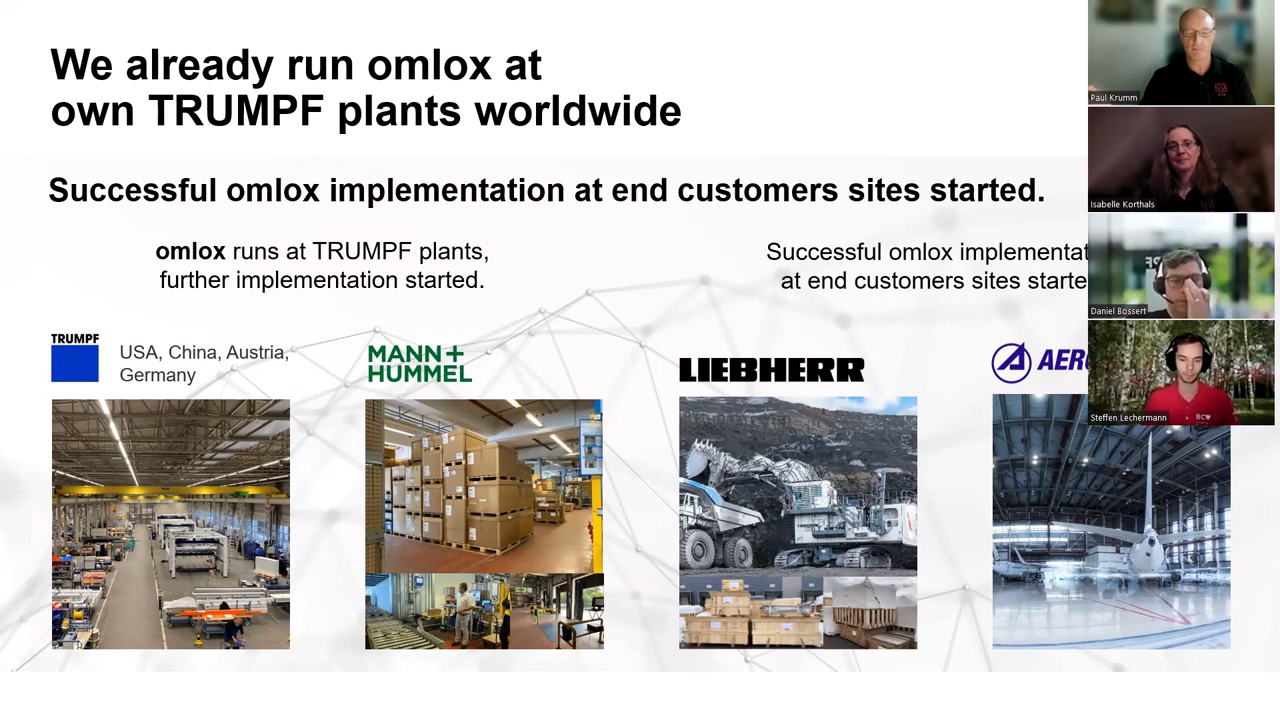 We already run omlox at
own TRUMPF plants worldwide
Successful omlox implementation at end customers sites started.
omlox runs at TRUMPF plants,
further implementation started.
Successful omlox implementat
at end customers sites starte
TRUMPF
USA, China, Austria,
Germany
MANN+
HUMMEL
LIEBHERR
AERO
Paul Krumm
Isabelle Korthals
Daniel Bossert
Steffen Lechermann